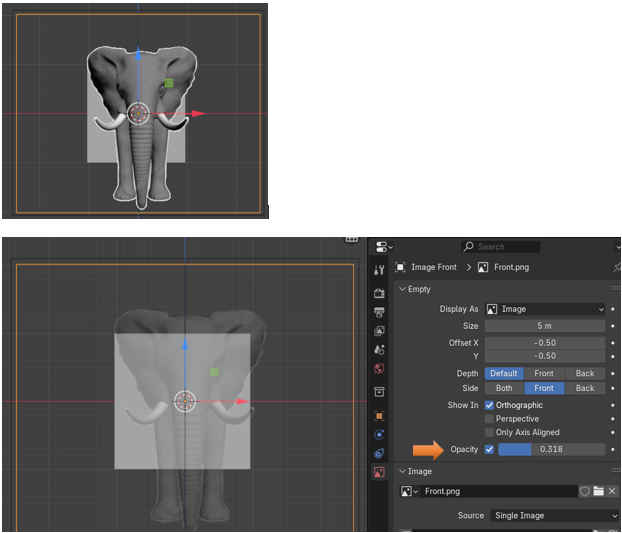 Search
Image Front > Front.png
Empty
Display As Image
Size 5 m
Offset X -0.50
Y -0.50
Depth Default Front Back
Side Both Front Back
Show In Orthographic
Perspective
Only Axis Aligned
Opacity 0.318
Image
Front.png
Source Single Image